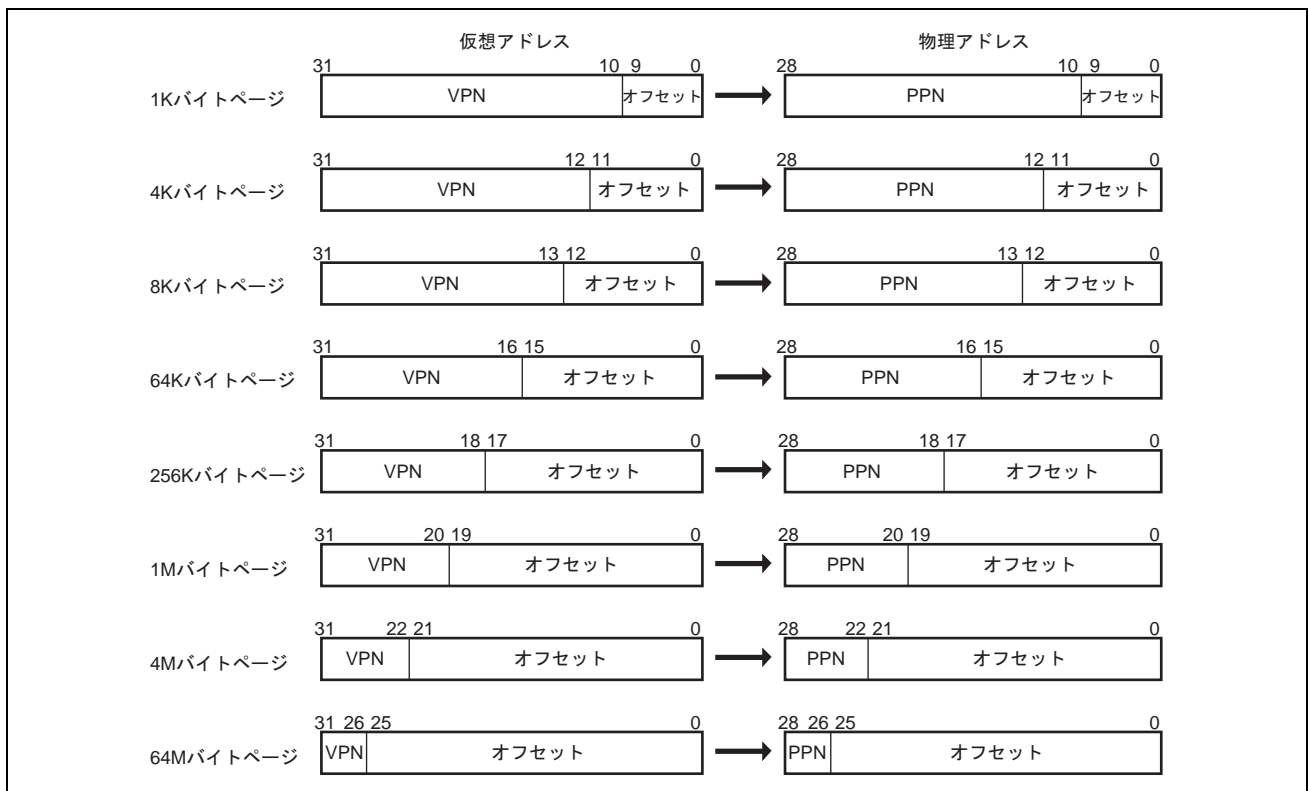 仮想アドレス 物理アドレス
31 10 9 0 28 10 9 0
1Kバイトページ VPN オフセット PPN オフセット
31 12 11 0 28 12 11 0
4Kバイトページ VPN オフセット PPN オフセット
31 13 12 0 28 13 12 0
8Kバイトページ VPN オフセット PPN オフセット
31 16 15 0 28 16 15 0
64Kバイトページ VPN オフセット PPN オフセット
31 18 17 0 28 18 17 0
256Kバイトページ VPN オフセット PPN オフセット
31 20 19 0 28 20 19 0
1Mバイトページ VPN オフセット PPN オフセット
31 22 21 0 28 22 21 0
4Mバイトページ VPN オフセット PPN オフセット
31 26 25 0 28 26 25 0
64Mバイトページ VPN オフセット PPN オフセット